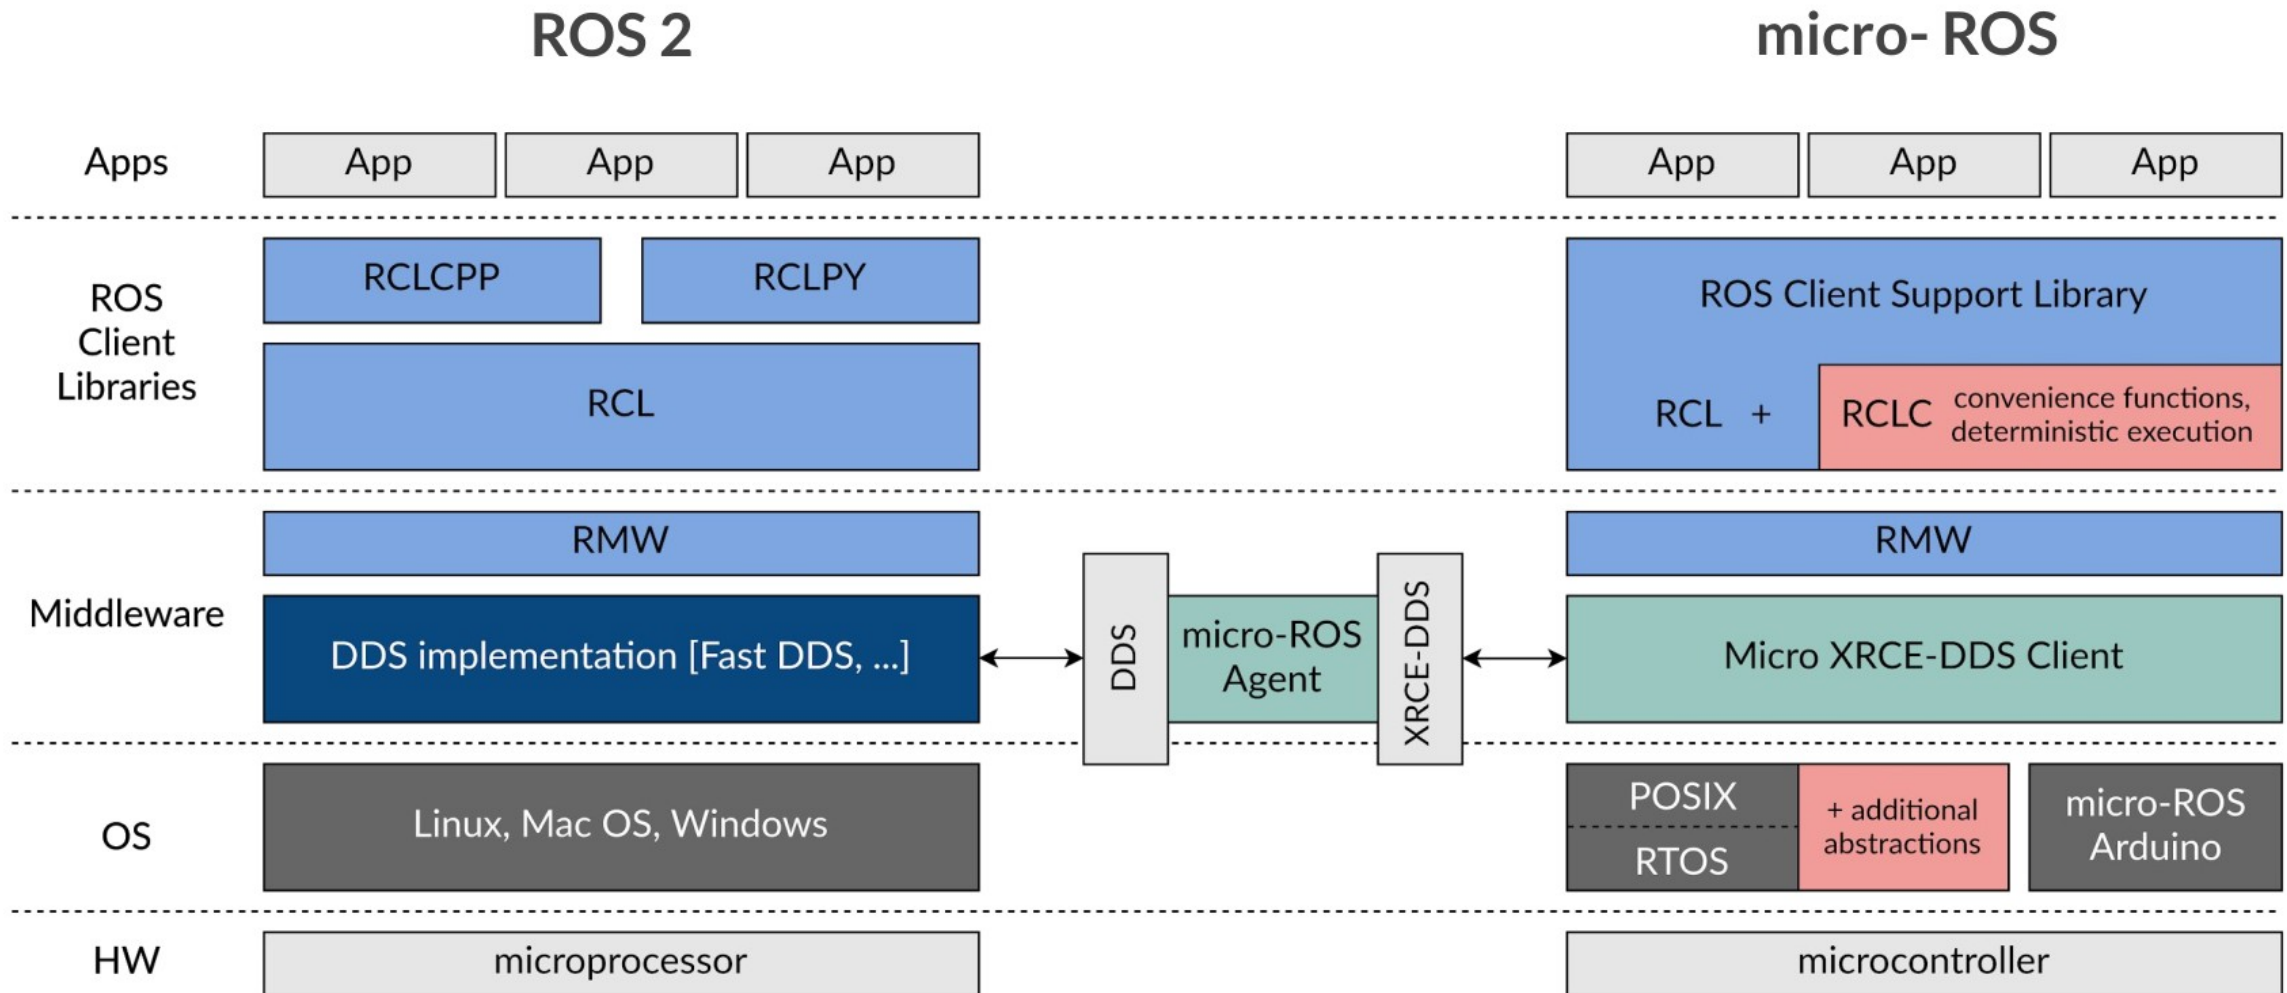 ROS 2
micro- ROS
Apps
App
App
App
App
App
App
ROS
Client
Libraries
RCLCPP
RCLPY
RCL
ROS Client Support Library
RCL +
RCLC
convenience functions,
deterministic execution
Middleware
RMW
DDS implementation [Fast DDS, ...]
DDS
micro-ROS
Agent
XRCE-DDS
RMW
Micro XRCE-DDS Client
OS
Linux, Mac OS, Windows
POSIX
RTOS
+ additional
abstractions
micro-ROS
Arduino
HW
microprocessor
microcontroller